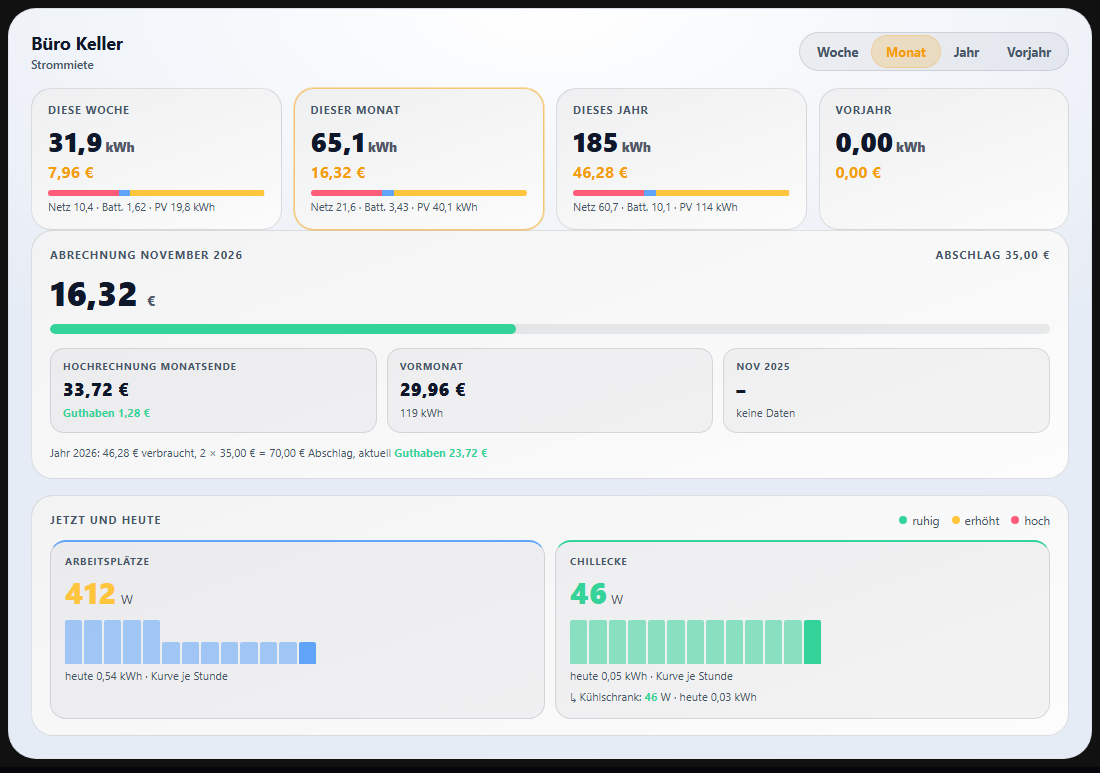 Büro Keller
Strommiete
Woche Monat Jahr Vorjahr
DIESE WOCHE
31,9 kWh
7,96 €
Netz 10,4 · Batt. 1,62 · PV 19,8 kWh
DIESER MONAT
65,1 kWh
16,32 €
Netz 21,6 · Batt. 3,43 · PV 40,1 kWh
DIESES JAHR
185 kWh
46,28 €
Netz 60,7 · Batt. 10,1 · PV 114 kWh
VORJAHR
0,00 kWh
0,00 €
ABRECHNUNG NOVEMBER 2026
ABSCHLAG 35,00 €
16,32 €
HOCHRECHNUNG MONATSENDE
33,72 €
Guthaben 1,28 €
VORMONAT
29,96 €
119 kWh
NOV 2025
–
keine Daten
Jahr 2026: 46,28 € verbraucht, 2 × 35,00 € = 70,00 € Abschlag, aktuell Guthaben 23,72 €
JETZT UND HEUTE
ruhig erhöht hoch
ARBEITSPLÄTZE
412 W
heute 0,54 kWh · Kurve je Stunde
CHILLECKE
46 W
heute 0,05 kWh · Kurve je Stunde
↳ Kühlschrank: 46 W · heute 0,03 kWh